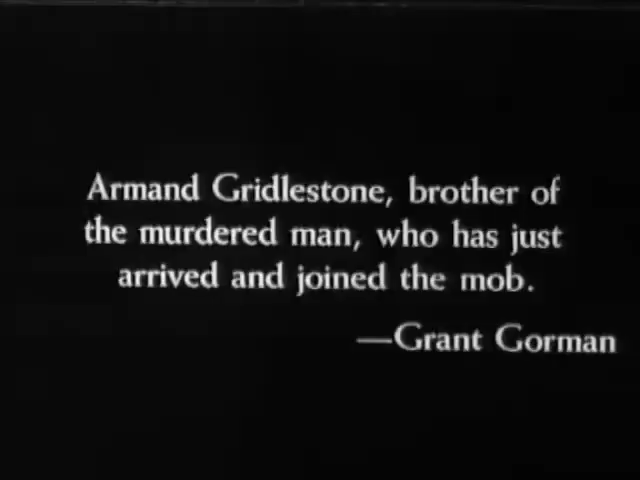 Armand Gridlestone, brother of
the murdered man, who has just
arrived and joined the mob.
—Grant Gorman